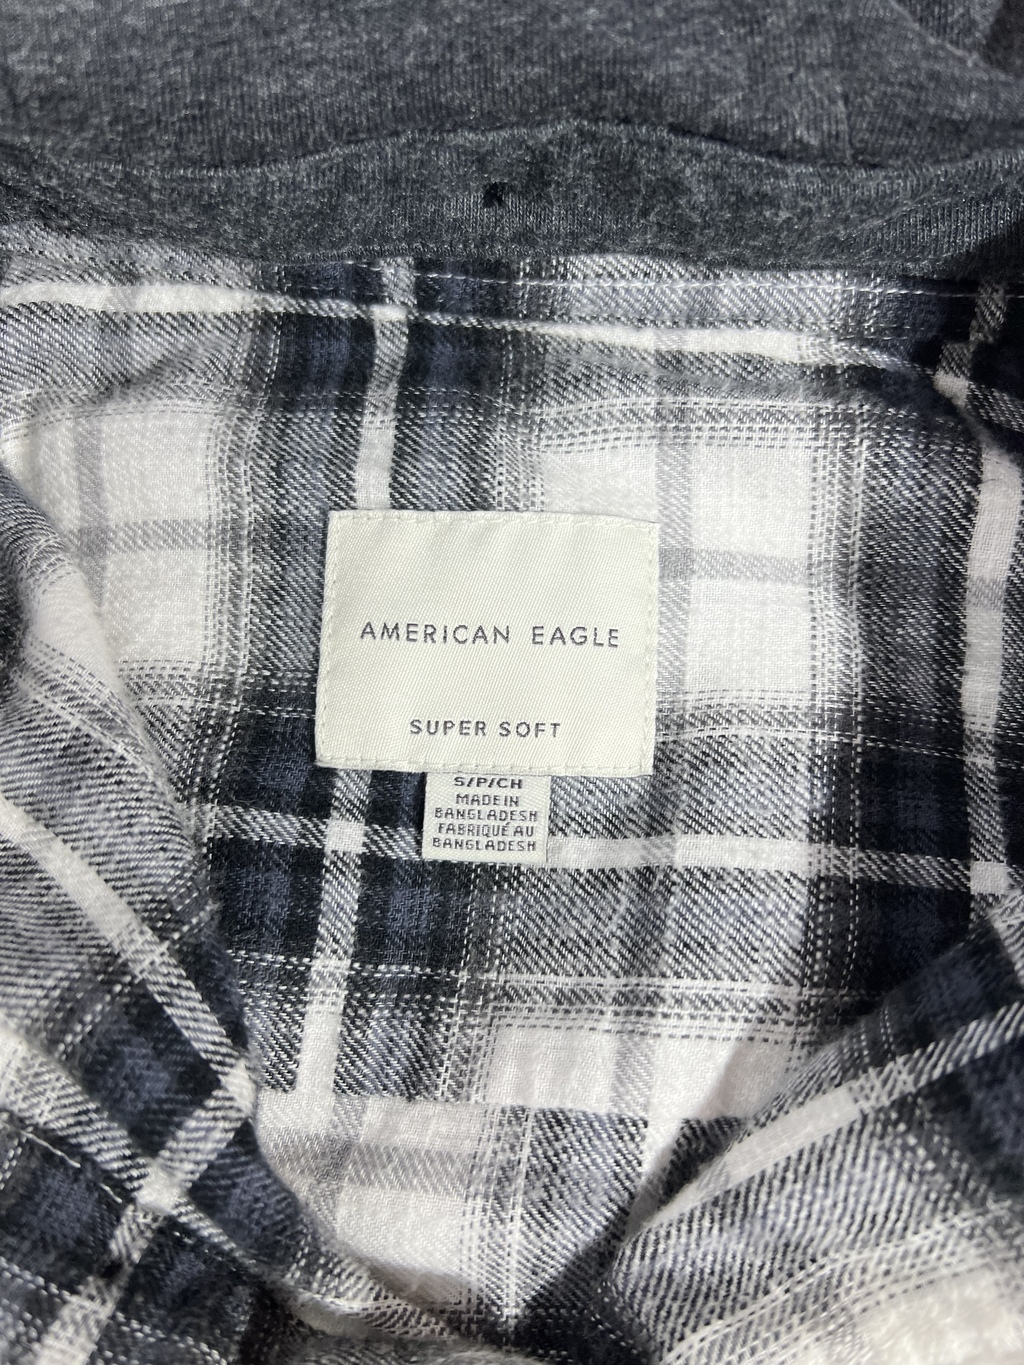 AMERICAN EAGLE
SUPER SOFT
S/P/CH
MADE IN
BANGLADESH
FABRIQUÉ AU
BANGLADESH